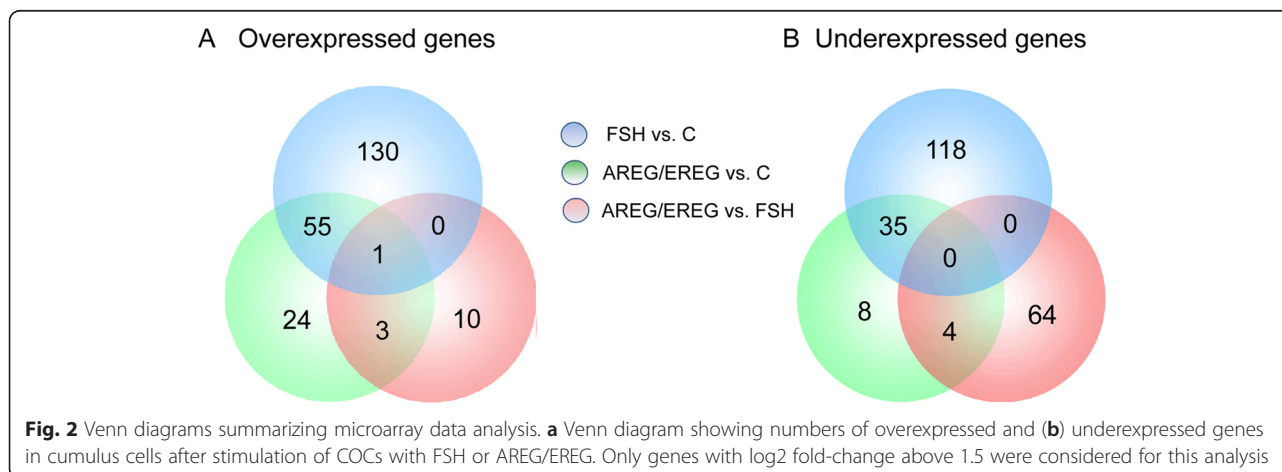 A Overexpressed genes
B Underexpressed genes
130
55
0
1
24
3
10
FSH vs. C
AREG/EREG vs. C
AREG/EREG vs. FSH
118
35
0
0
8
4
64
Fig. 2 Venn diagrams summarizing microarray data analysis. a Venn diagram showing numbers of overexpressed and (b) underexpressed genes
in cumulus cells after stimulation of COCs with FSH or AREG/EREG. Only genes with log2 fold-change above 1.5 were considered for this analysis